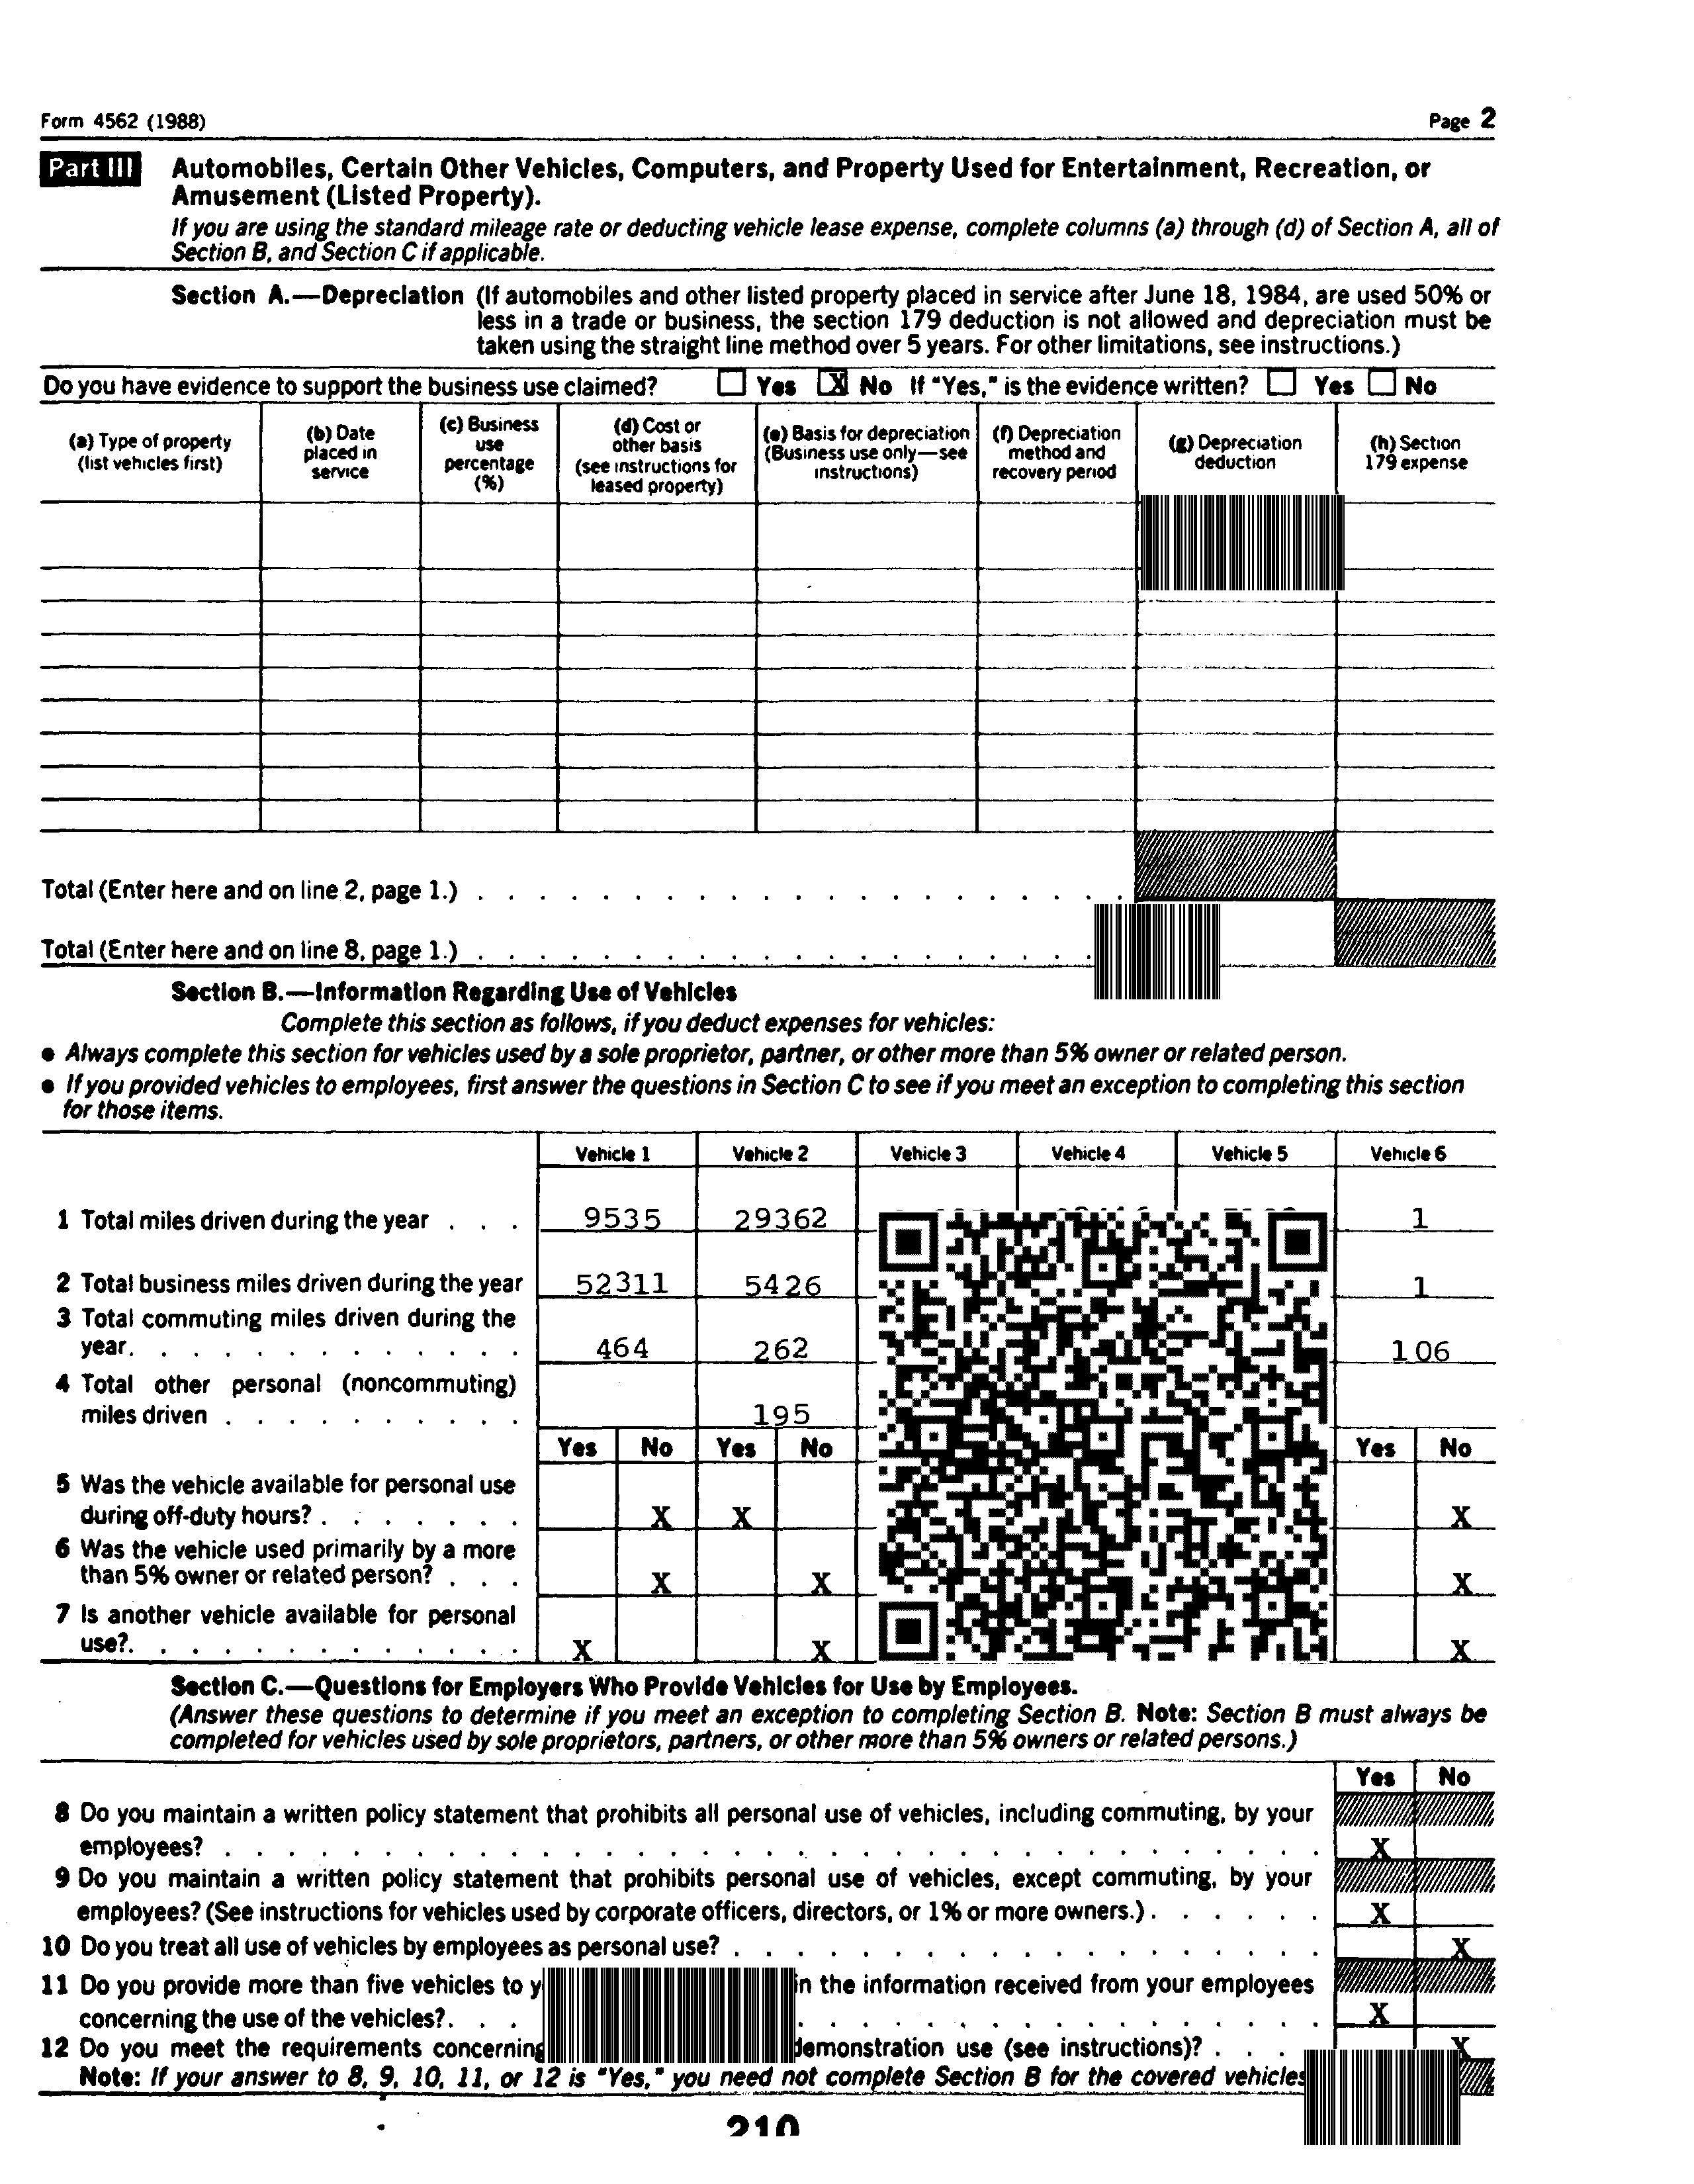 Form 4562 (1988)
Page 2
Part III Automobiles, Certain Other Vehicles, Computers, and Property Used for Entertainment, Recreation, or
Amusement (Listed Property).
If you are using the standard mileage rate or deducting vehicle lease expense, complete columns (a) through (d) of Section A, all of
Section B, and Section C if applicable.
Section A.—Depreciation (If automobiles and other listed property placed in service after June 18, 1984, are used 50% or
less in a trade or business, the section 179 deduction is not allowed and depreciation must be
taken using the straight line method over 5 years. For other limitations, see instructions.)
Do you have evidence to support the business use claimed? Yes X No If "Yes," is the evidence written? Yes No
(a) Type of property
(list vehicles first)
(b) Date
placed in
service
(c) Business
use
percentage
(%)
(d) Cost or
other basis
(see instructions for
leased property)
(e) Basis for depreciation
(Business use only—see
instructions)
(f) Depreciation
method and
recovery period
(g) Depreciation
deduction
(h) Section
179 expense
Total (Enter here and on line 2, page 1.) . . . . . . . . . . . . . . . . . . . . .
Total (Enter here and on line 8, page 1.) . . . . . . . . . . . . . . . . . . . .
Section B.—Information Regarding Use of Vehicles
Complete this section as follows, if you deduct expenses for vehicles:
● Always complete this section for vehicles used by a sole proprietor, partner, or other more than 5% owner or related person.
● If you provided vehicles to employees, first answer the questions in Section C to see if you meet an exception to completing this section
for those items.
Vehicle 1 Vehicle 2 Vehicle 3 Vehicle 4 Vehicle 5 Vehicle 6
1 Total miles driven during the year . . . 9535 29362 1
2 Total business miles driven during the year 52311 5426 1
3 Total commuting miles driven during the
year. . . . . . . . . . . . . 464 262 106
4 Total other personal (noncommuting)
miles driven . . . . . . . . . . 195
Yes No Yes No Yes No
5 Was the vehicle available for personal use
during off-duty hours? . . . . . . . X X X
6 Was the vehicle used primarily by a more
than 5% owner or related person? . . . X X X
7 Is another vehicle available for personal
use?. . . . . . . . . . . . . X X X
Section C.—Questions for Employers Who Provide Vehicles for Use by Employees.
(Answer these questions to determine if you meet an exception to completing Section B. Note: Section B must always be
completed for vehicles used by sole proprietors, partners, or other more than 5% owners or related persons.)
Yes No
8 Do you maintain a written policy statement that prohibits all personal use of vehicles, including commuting, by your
employees? . . . . . . . . . . . . . . . . . . . . . . . . . . . . . . . . . . . X
9 Do you maintain a written policy statement that prohibits personal use of vehicles, except commuting, by your
employees? (See instructions for vehicles used by corporate officers, directors, or 1% or more owners.) . . . . . . X
10 Do you treat all use of vehicles by employees as personal use? . . . . . . . . . . . . . . . . . . . X
11 Do you provide more than five vehicles to the information received from your employees
concerning the use of the vehicles?. . . . . . . . . . . . . . . . . . . . X
12 Do you meet the requirements concerning demonstration use (see instructions)? . . . X
Note: If your answer to 8, 9, 10, 11, or 12 is "Yes," you need not complete Section B for the covered vehicles
210